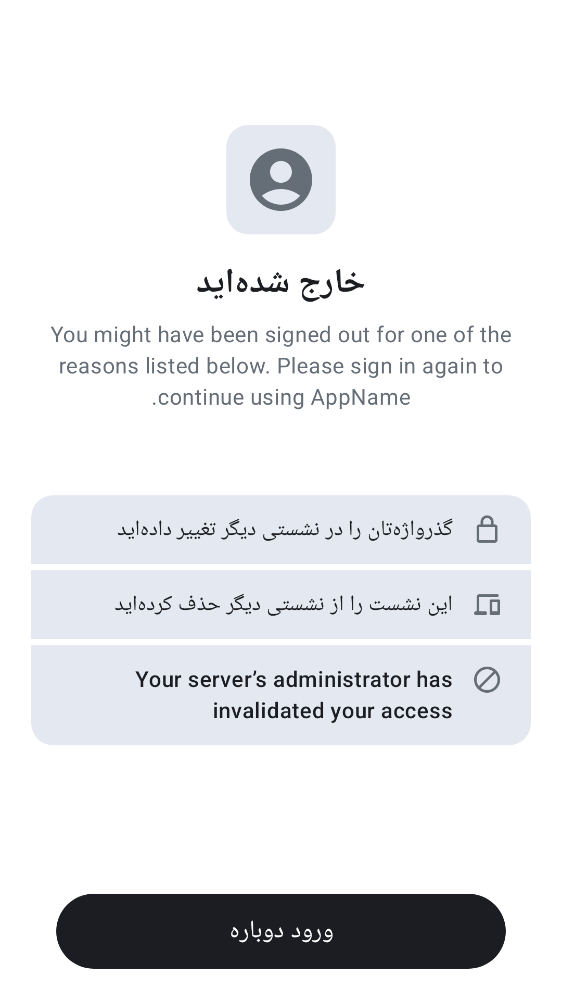 خارج شده‌اید
You might have been signed out for one of the
reasons listed below. Please sign in again to
continue using AppName.
گذرواژه‌تان را در نشستی دیگر تغییر داده‌اید
این نشست را از نشستی دیگر حذف کرده‌اید
Your server’s administrator has
invalidated your access
ورود دوباره